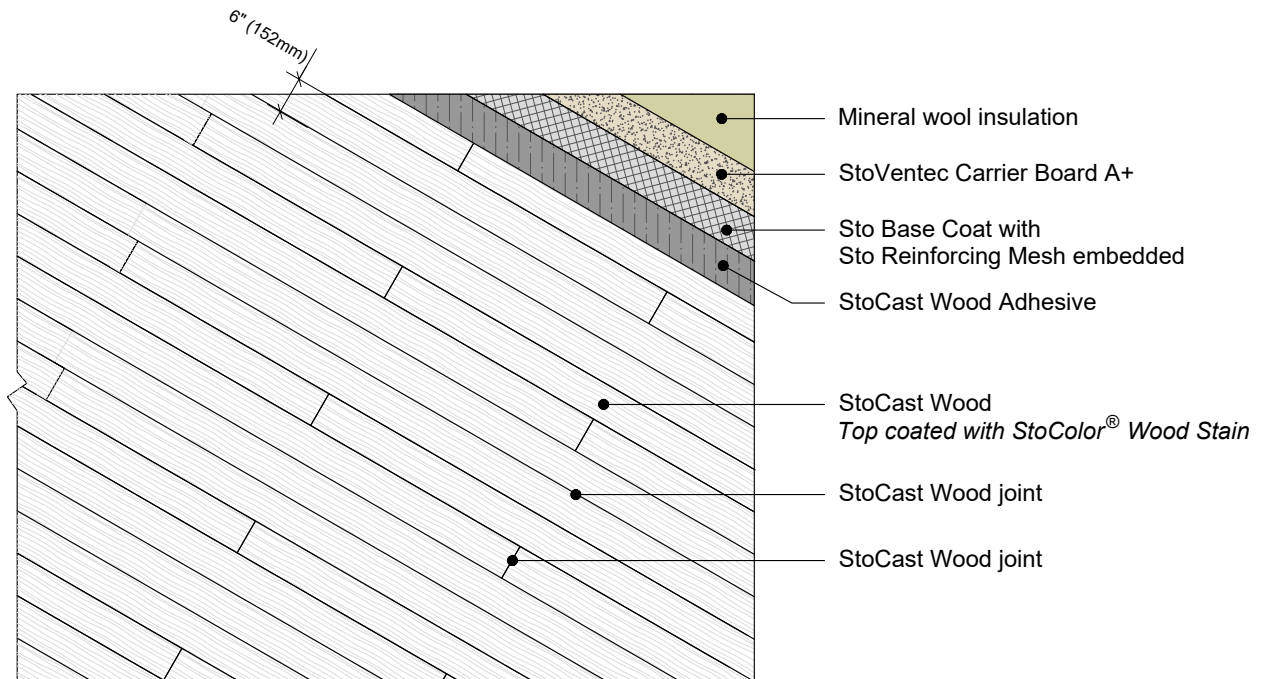 6" (152mm)
Mineral wool insulation
StoVentec Carrier Board A+
Sto Base Coat with
Sto Reinforcing Mesh embedded
StoCast Wood Adhesive
StoCast Wood
Top coated with StoColor® Wood Stain
StoCast Wood joint
StoCast Wood joint